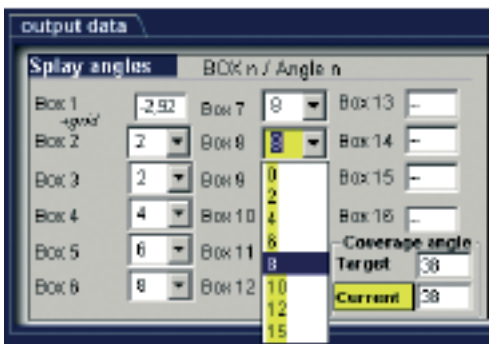 output data
Splay angles BOX n / Angle n
Box 1 -2,92
+grid
Box 2 2
Box 3 2
Box 4 4
Box 5 6
Box 6 8
Box 7 8
Box 8 8
Box 9
Box 10
Box 11
Box 12
0
2
4
6
8
10
12
15
Box 13 --
Box 14 --
Box 15 --
Box 16 --
Coverage angle
Target 38
Current 38